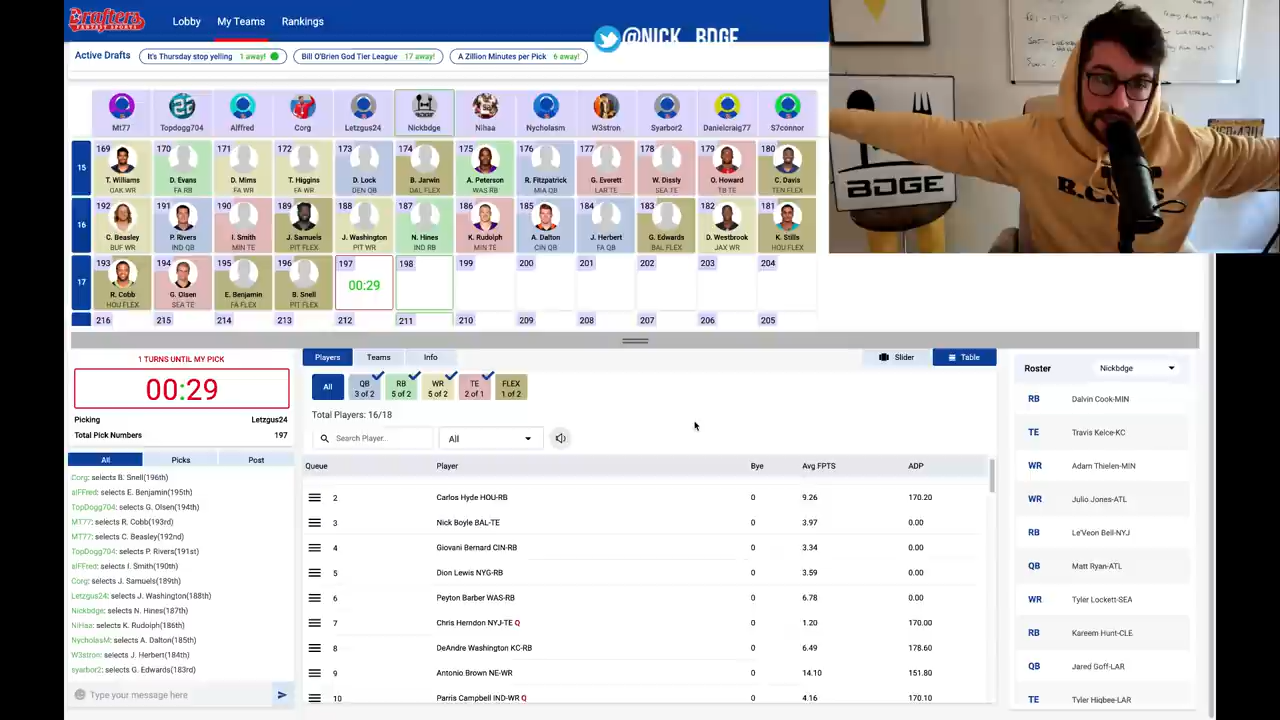 Drafters
FANTASY SPORTS
Lobby
My Teams
Rankings
@NICK_BDGE
Active Drafts
It's Thursday stop yelling 1 away!
Bill O'Brien God Tier League 17 away!
A Zillion Minutes per Pick 6 away!
Mt77
Topdogg704
Alffred
Corg
Letzgus24
Nickbdge
Nihaa
Nycholasm
W3stron
Syarbor2
Danielcraig77
S7connor
BDGE
15
169
T. Williams
OAK WR
170
D. Evans
FA RB
171
D. Mims
FA WR
172
T. Higgins
FA WR
173
D. Lock
DEN QB
174
B. Jarwin
DAL FLEX
175
A. Peterson
WAS RB
176
R. Fitzpatrick
MIA QB
177
G. Everett
LAR TE
178
W. Dissly
SEA TE
179
O. Howard
TB TE
180
C. Davis
TEN FLEX
16
192
C. Beasley
BUF WR
191
P. Rivers
IND QB
190
I. Smith
MIN TE
189
J. Samuels
PIT FLEX
188
J. Washington
PIT WR
187
N. Hines
IND RB
186
K. Rudolph
MIN TE
185
A. Dalton
CIN QB
184
J. Herbert
FA QB
183
G. Edwards
BAL FLEX
182
D. Westbrook
JAX WR
181
K. Stills
HOU FLEX
17
193
R. Cobb
HOU FLEX
194
G. Olsen
SEA TE
195
E. Benjamin
FA FLEX
196
B. Snell
PIT FLEX
197
00:29
198
199
200
201
202
203
204
216
215
214
213
212
211
210
209
208
207
206
205
1 TURNS UNTIL MY PICK
00:29
Picking Letzgus24
Total Pick Numbers 197
All Picks Post
Corg: selects B. Snell(196th)
alFFred: selects E. Benjamin(195th)
TopDogg704: selects G. Olsen(194th)
MT77: selects R. Cobb(193rd)
MT77: selects C. Beasley(192nd)
TopDogg704: selects P. Rivers(191st)
alFFred: selects I. Smith(190th)
Corg: selects J. Samuels(189th)
Letzgus24: selects J. Washington(188th)
Nickbdge: selects N. Hines(187th)
NiHaa: selects K. Rudolph(186th)
NycholasM: selects A. Dalton(185th)
W3stron: selects J. Herbert(184th)
syarbor2: selects G. Edwards(183rd)
Type your message here
Players Teams Info
Slider Table
All
QB
3 of 2
RB
5 of 2
WR
5 of 2
TE
2 of 1
FLEX
1 of 2
Total Players: 16/18
Search Player...
All
Queue Player Bye Avg FPTS ADP
2 Carlos Hyde HOU-RB 0 9.26 170.20
3 Nick Boyle BAL-TE 0 3.97 0.00
4 Giovani Bernard CIN-RB 0 3.34 0.00
5 Dion Lewis NYG-RB 0 3.59 0.00
6 Peyton Barber WAS-RB 0 6.78 0.00
7 Chris Herndon NYJ-TE Q 0 1.20 170.00
8 DeAndre Washington KC-RB 0 6.49 178.60
9 Antonio Brown NE-WR 0 14.10 151.80
10 Parris Campbell IND-WR Q 0 4.16 170.10
Roster Nickbdge
RB Dalvin Cook-MIN
TE Travis Kelce-KC
WR Adam Thielen-MIN
WR Julio Jones-ATL
RB Le'Veon Bell-NYJ
QB Matt Ryan-ATL
WR Tyler Lockett-SEA
RB Kareem Hunt-CLE
QB Jared Goff-LAR
TE Tyler Higbee-LAR